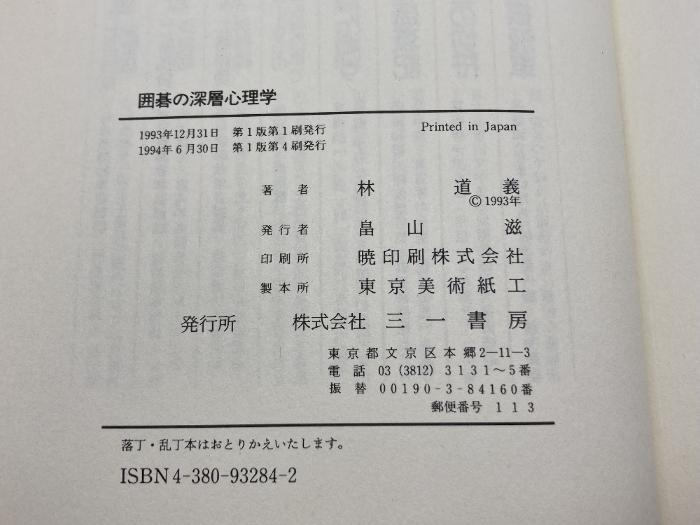 囲碁の深層心理学
1993年12月31日 第1版第1刷発行 Printed in Japan
1994年6月30日 第1版第4刷発行
著者 林道義
©1993年
発行者 畠山滋
印刷所 暁印刷株式会社
製本所 東京美術紙工
発行所 株式会社 三一書房
東京都文京区本郷2―11―3
電話 03 (3812) 3131〜5番
振替 00190-3-84160番
郵便番号 113
落丁・乱丁本はおとりかえいたします。
ISBN4-380-93284-2